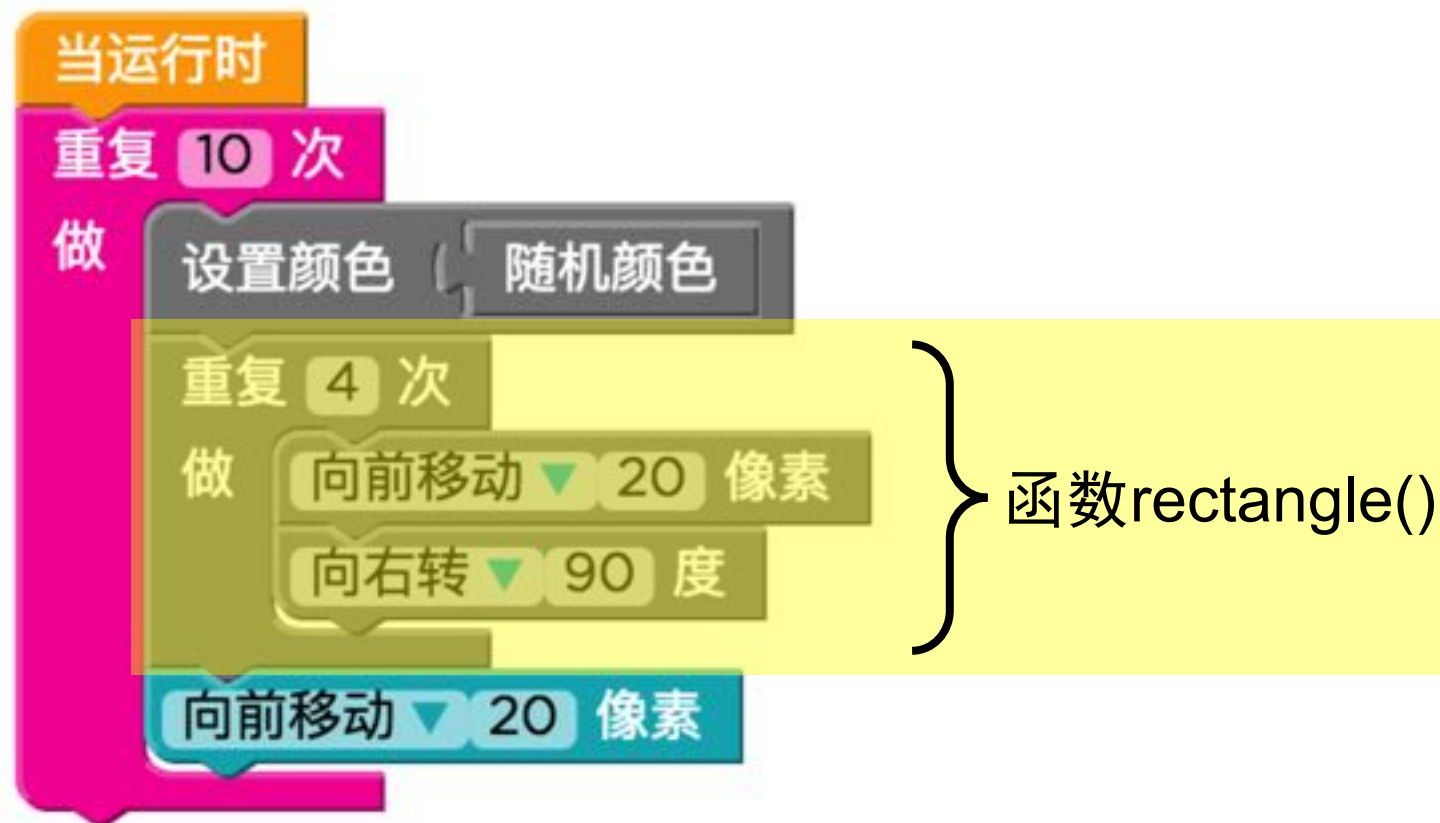 当运行时
重复 10 次
做
设置颜色 随机颜色
重复 4 次
做 向前移动 20 像素
向右转 90 度
函数rectangle()
向前移动 20 像素